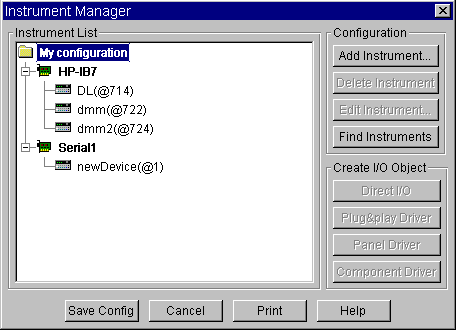 Instrument Manager
Instrument List
My configuration
HP-IB7
DL(@714)
dmm(@722)
dmm2(@724)
Serial1
newDevice(@1)
Configuration
Add Instrument...
Delete Instrument
Edit Instrument...
Find Instruments
Create I/O Object
Direct I/O
Plug&play Driver
Panel Driver
Component Driver
Save Config
Cancel
Print
Help